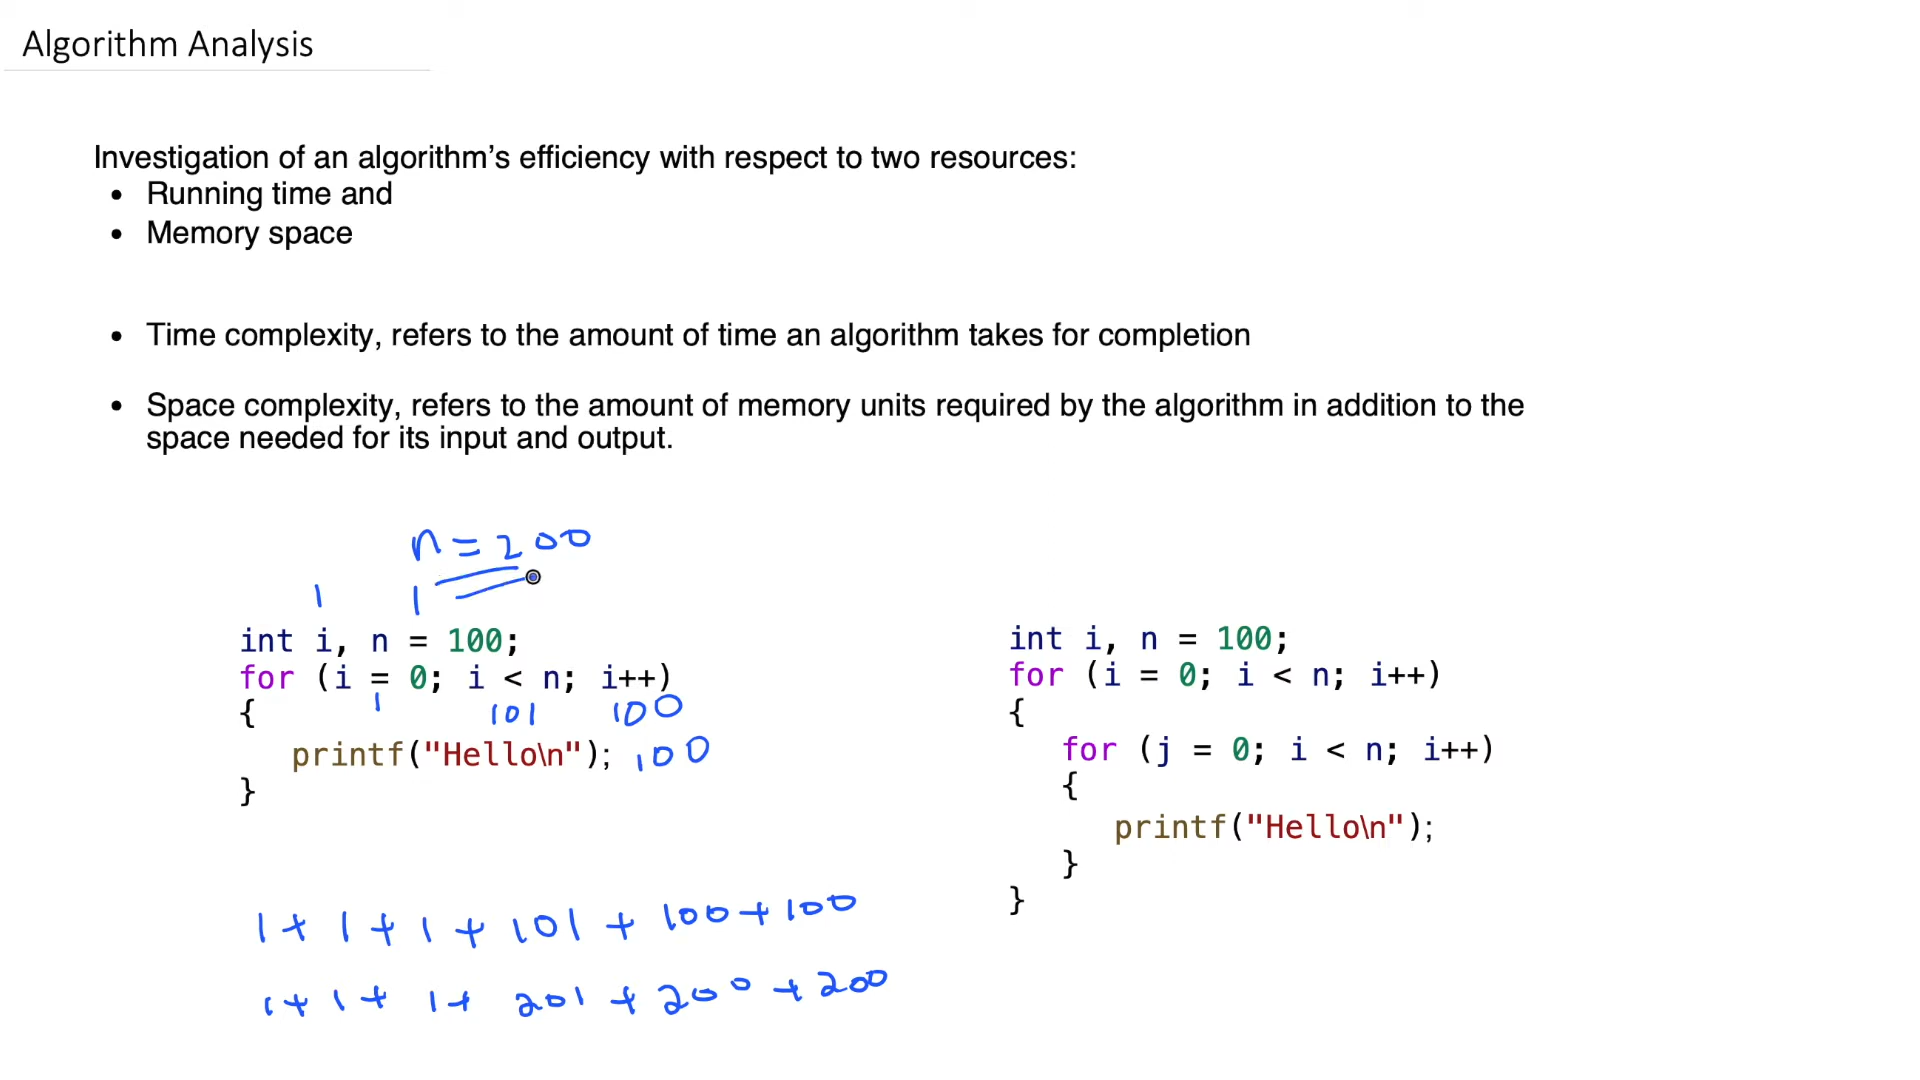 Algorithm Analysis
Investigation of an algorithm's efficiency with respect to two resources:
• Running time and
• Memory space
• Time complexity, refers to the amount of time an algorithm takes for completion
• Space complexity, refers to the amount of memory units required by the algorithm in addition to the
space needed for its input and output.
n = 200
1 1
int i, n = 100;
for (i = 0; i < n; i++)
1 101 100
{
printf("Hello\n"); 100
}
1 + 1 + 1 + 101 + 100 + 100
1 + 1 + 1 + 201 + 200 + 200
int i, n = 100;
for (i = 0; i < n; i++)
{
for (j = 0; i < n; i++)
{
printf("Hello\n");
}
}